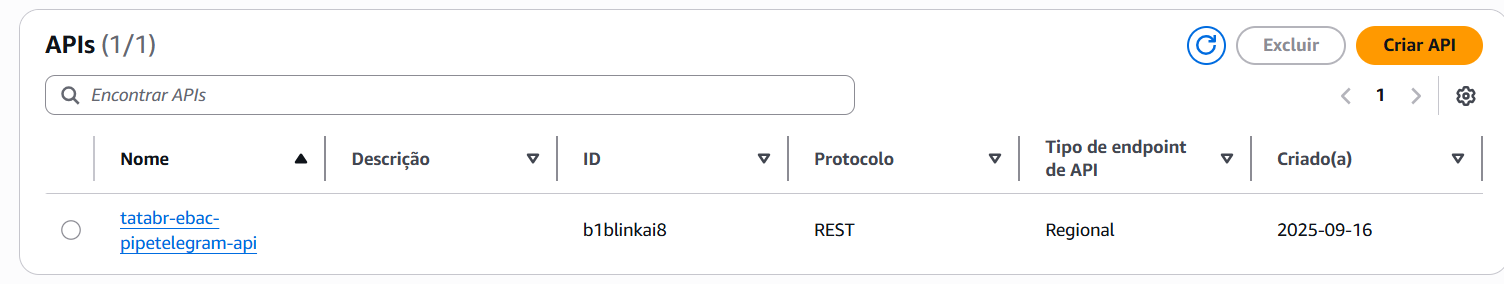 APIs (1/1)
Excluir
Criar API
Encontrar APIs
1
Nome
Descrição
ID
Protocolo
Tipo de endpoint
de API
Criado(a)
tatabr-ebac-
pipetelegram-api
b1blinkai8
REST
Regional
2025-09-16